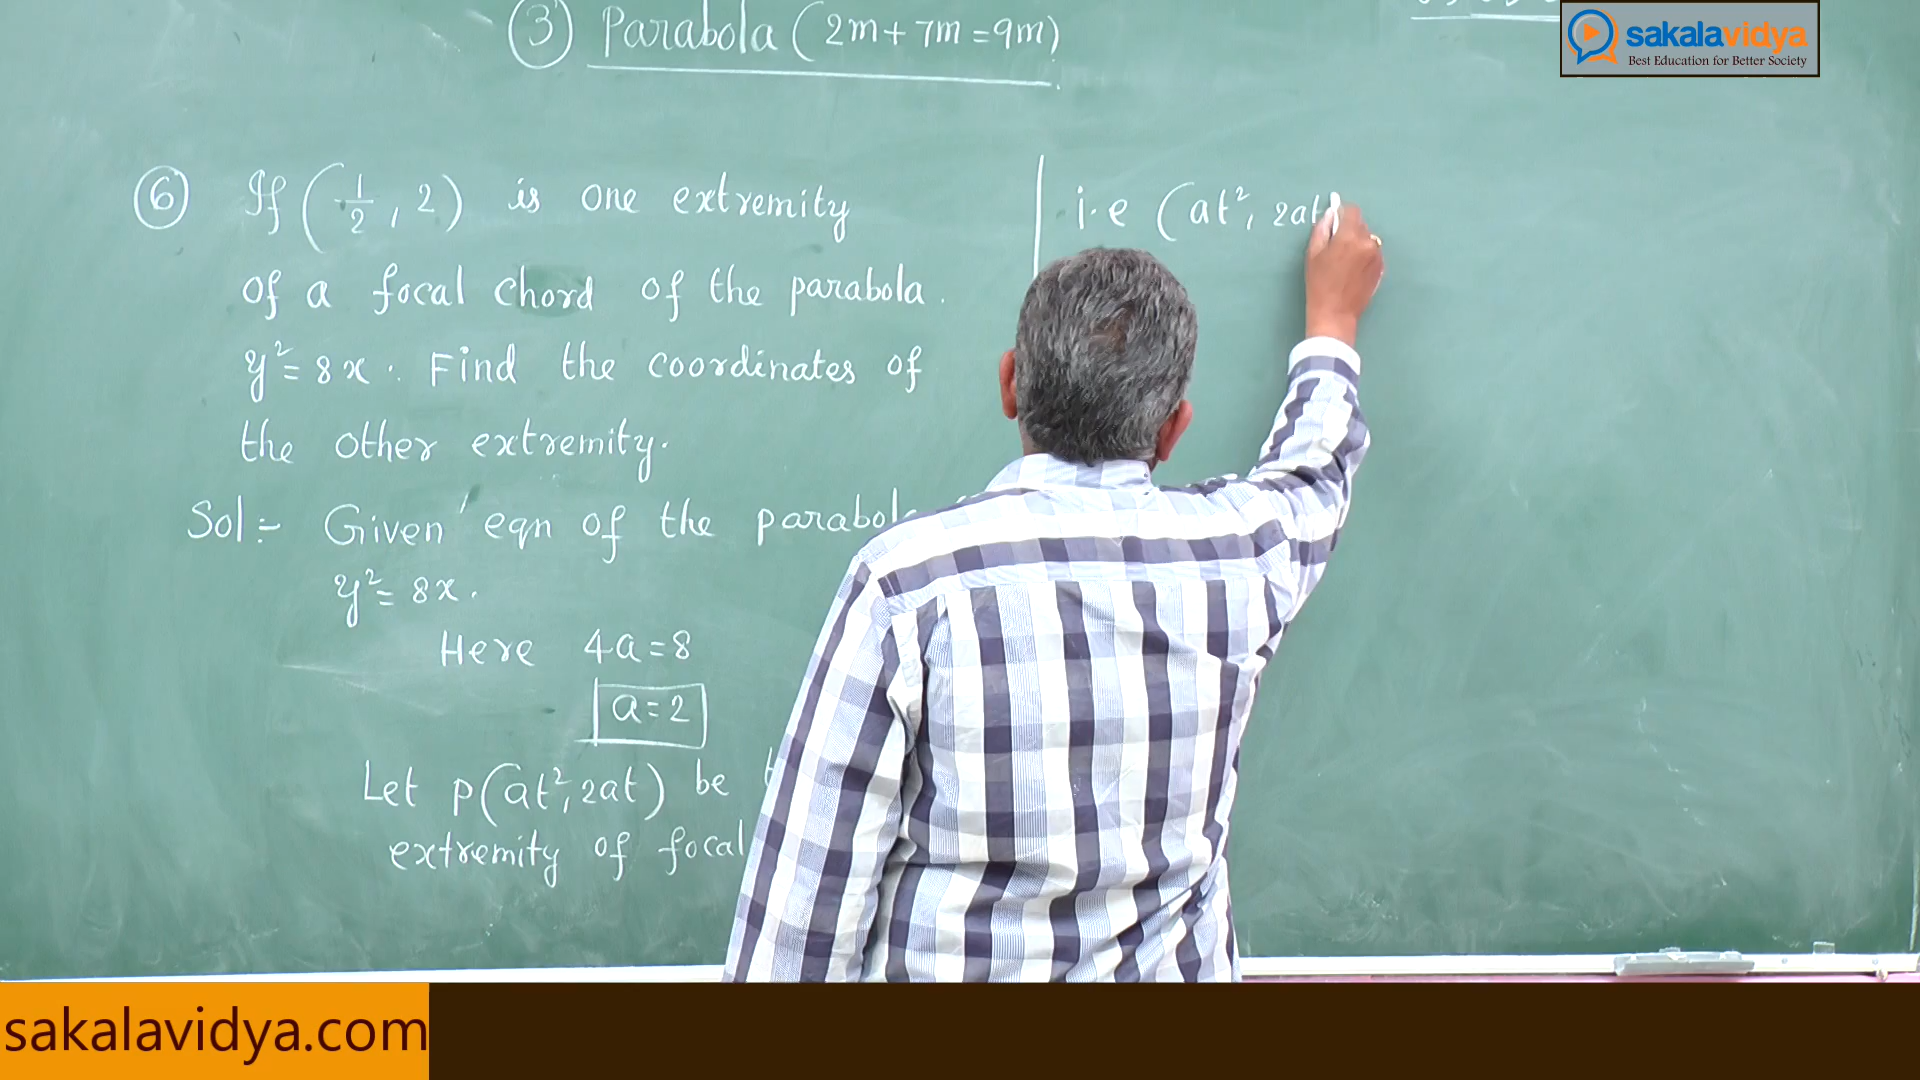 ③ Parabola (2m+7m=9m)
sakalavidya
Best Education for Better Society
⑥ If (1/2, 2) is one extremity
of a focal chord of the parabola.
y²=8x. Find the coordinates of
the other extremity.
Sol:- Given eqn of the
y²=8x.
Here 4a=8
a=2
Let p(at², 2at) be
extremity of focal
i.e (at², 2at)
sakalavidya.com